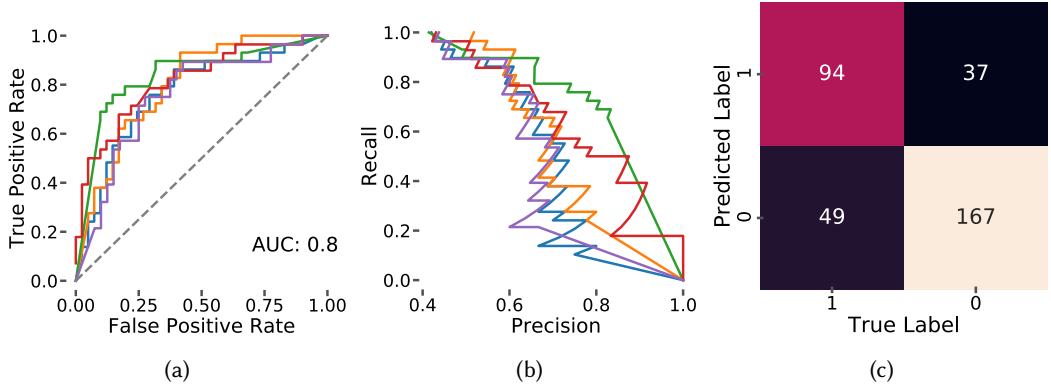 1.0
0.8
0.6
0.4
0.2
0.0
True Positive Rate
AUC: 0.8
0.00 0.25 0.50 0.75 1.00
False Positive Rate
(a)
1.0
0.8
0.6
0.4
0.2
0.0
Recall
0.4 0.6 0.8 1.0
Precision
(b)
Predicted Label
1
0
94 37
49 167
1 0
True Label
(c)